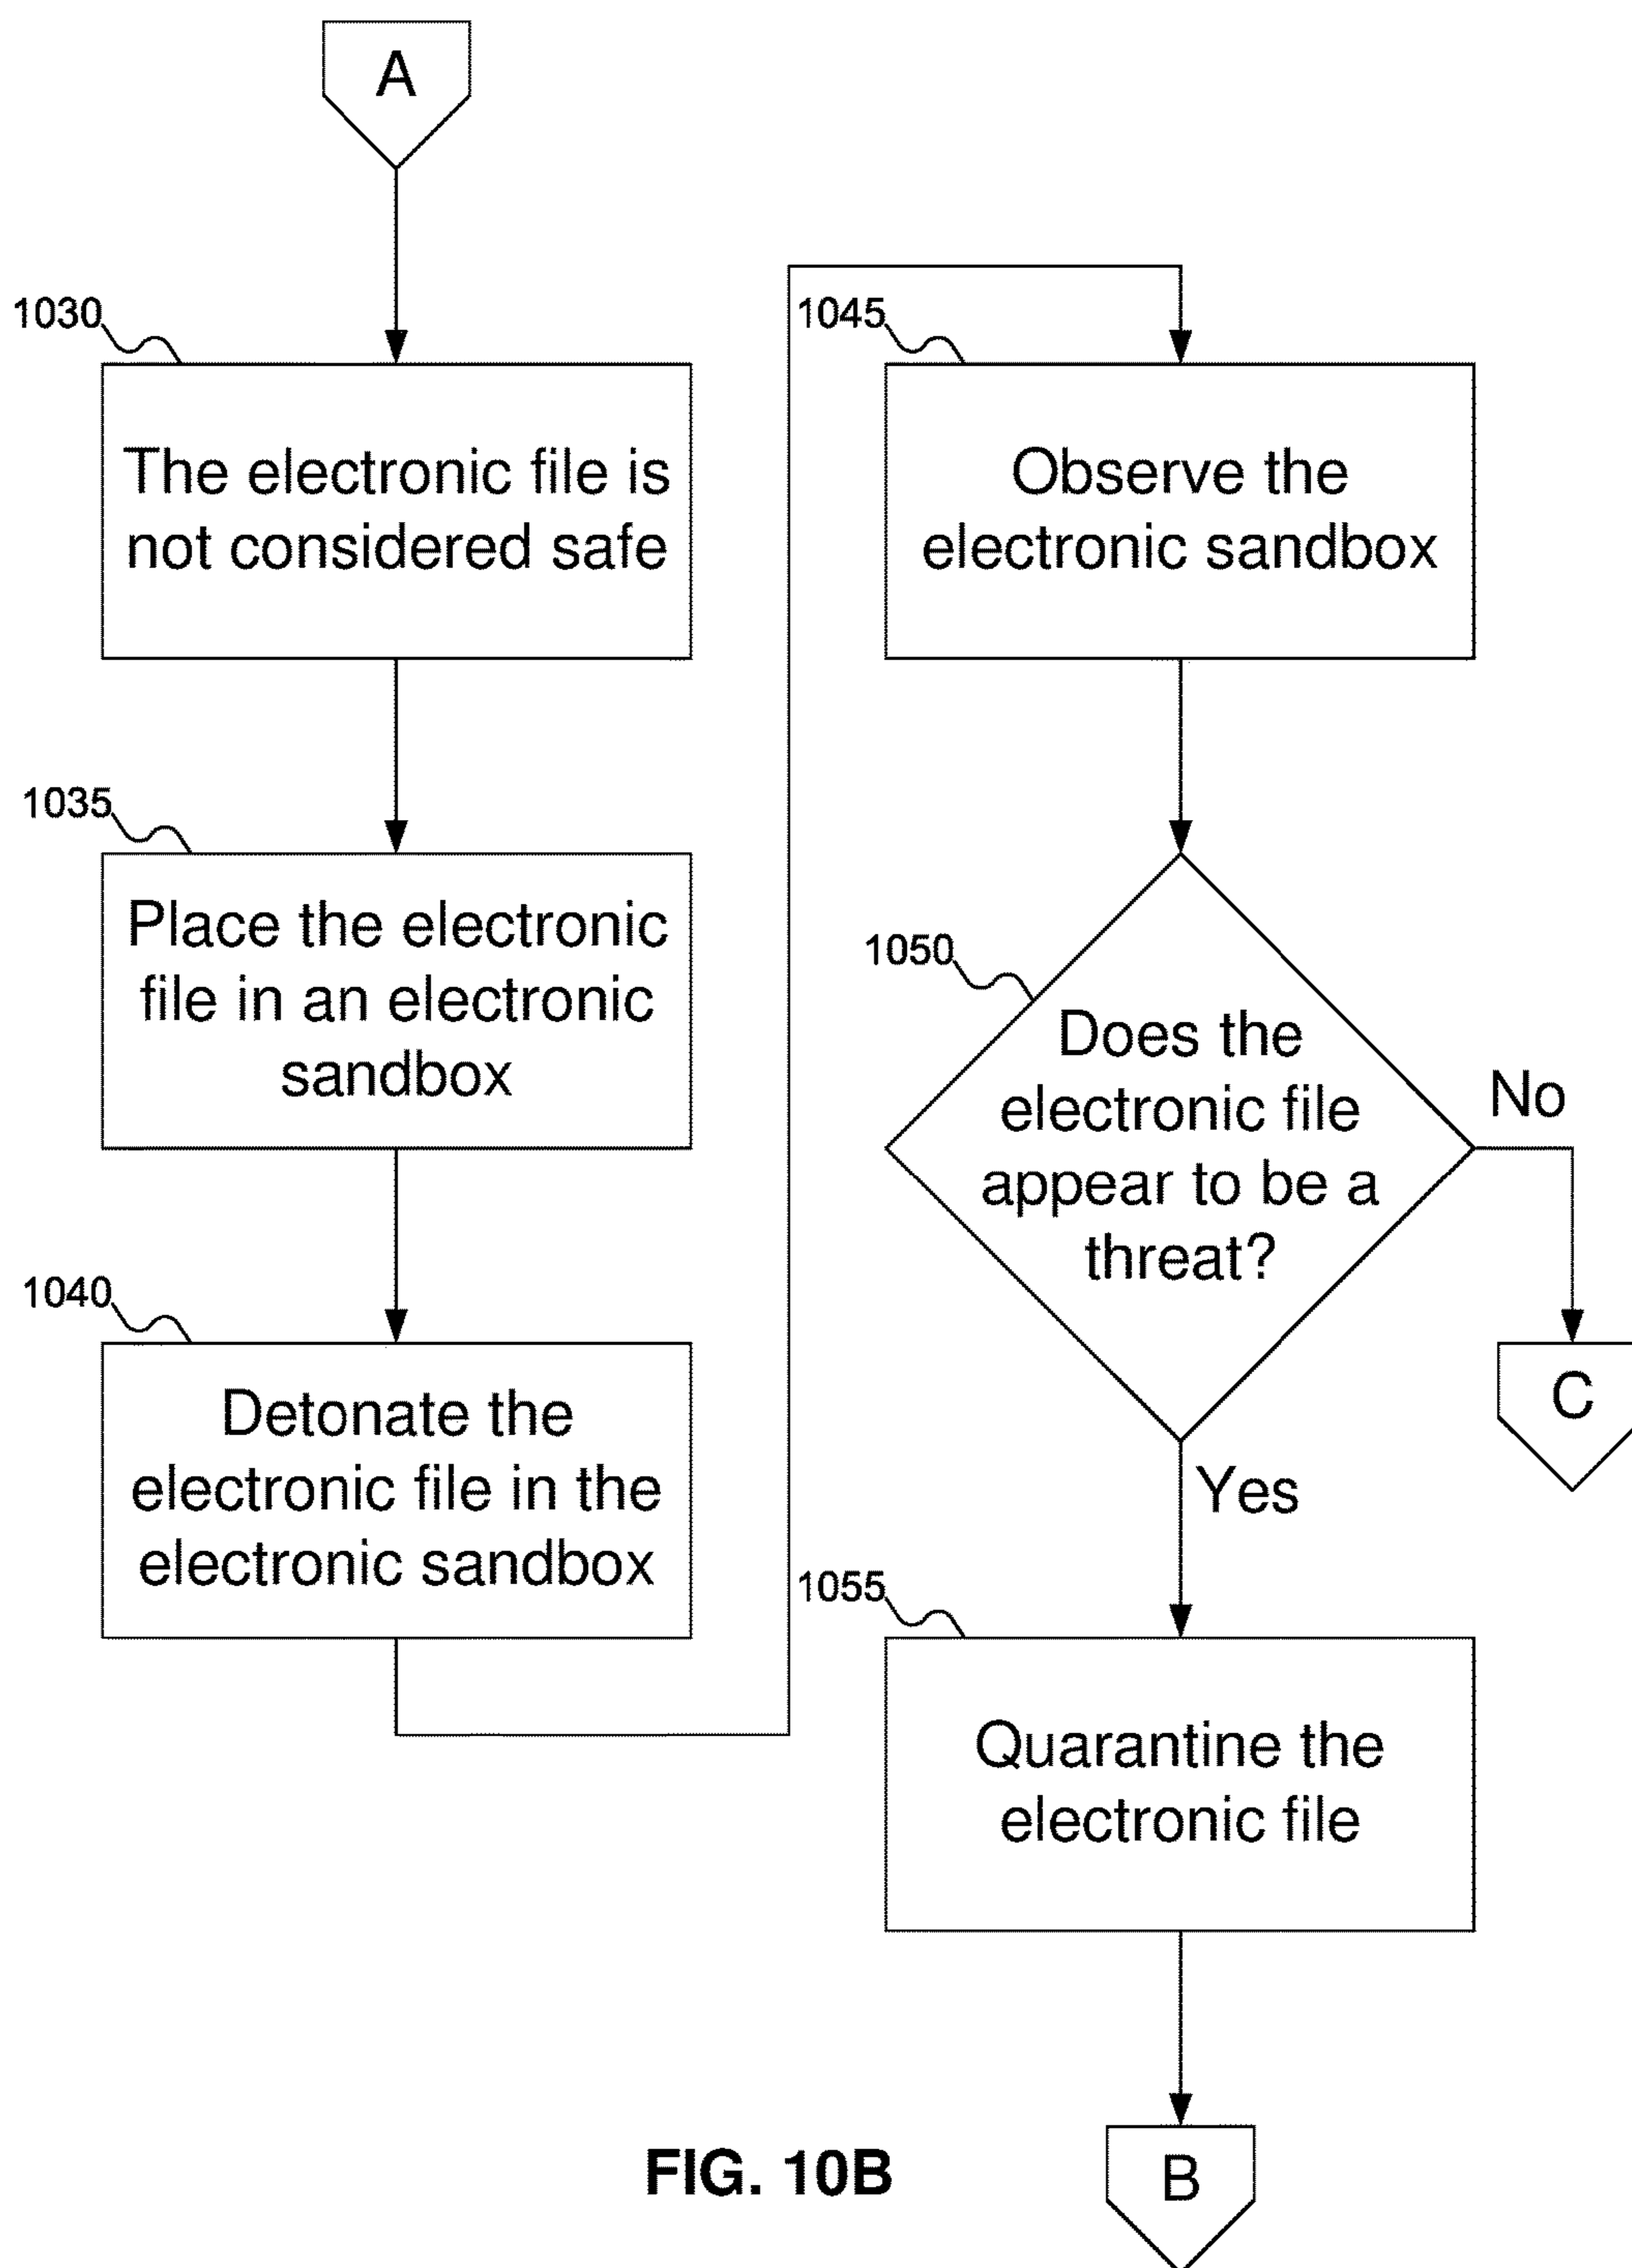 A
1030
The electronic file is
not considered safe
1035
Place the electronic
file in an electronic
sandbox
1040
Detonate the
electronic file in the
electronic sandbox
1045
Observe the
electronic sandbox
1050
Does the
electronic file
appear to be a
threat?
No
C
Yes
1055
Quarantine the
electronic file
B
FIG. 10B